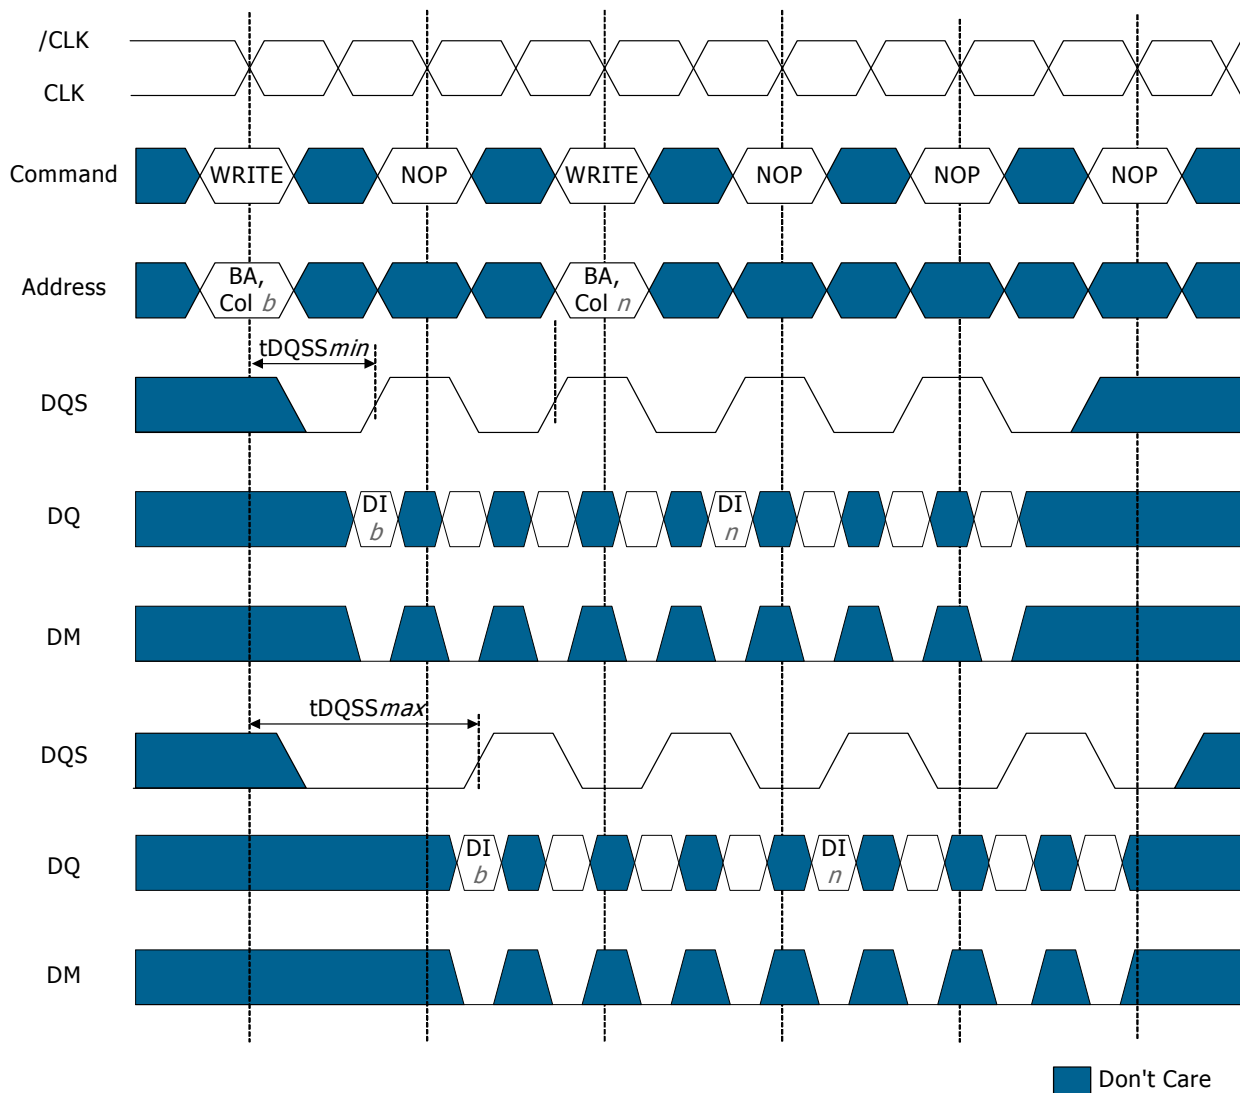 /CLK
CLK
Command
WRITE
NOP
WRITE
NOP
NOP
NOP
Address
BA,
Col b
BA,
Col n
tDQSSmin
DQS
DQ
DI
b
DI
n
DM
tDQSSmax
DQS
DQ
DI
b
DI
n
DM
Don't Care